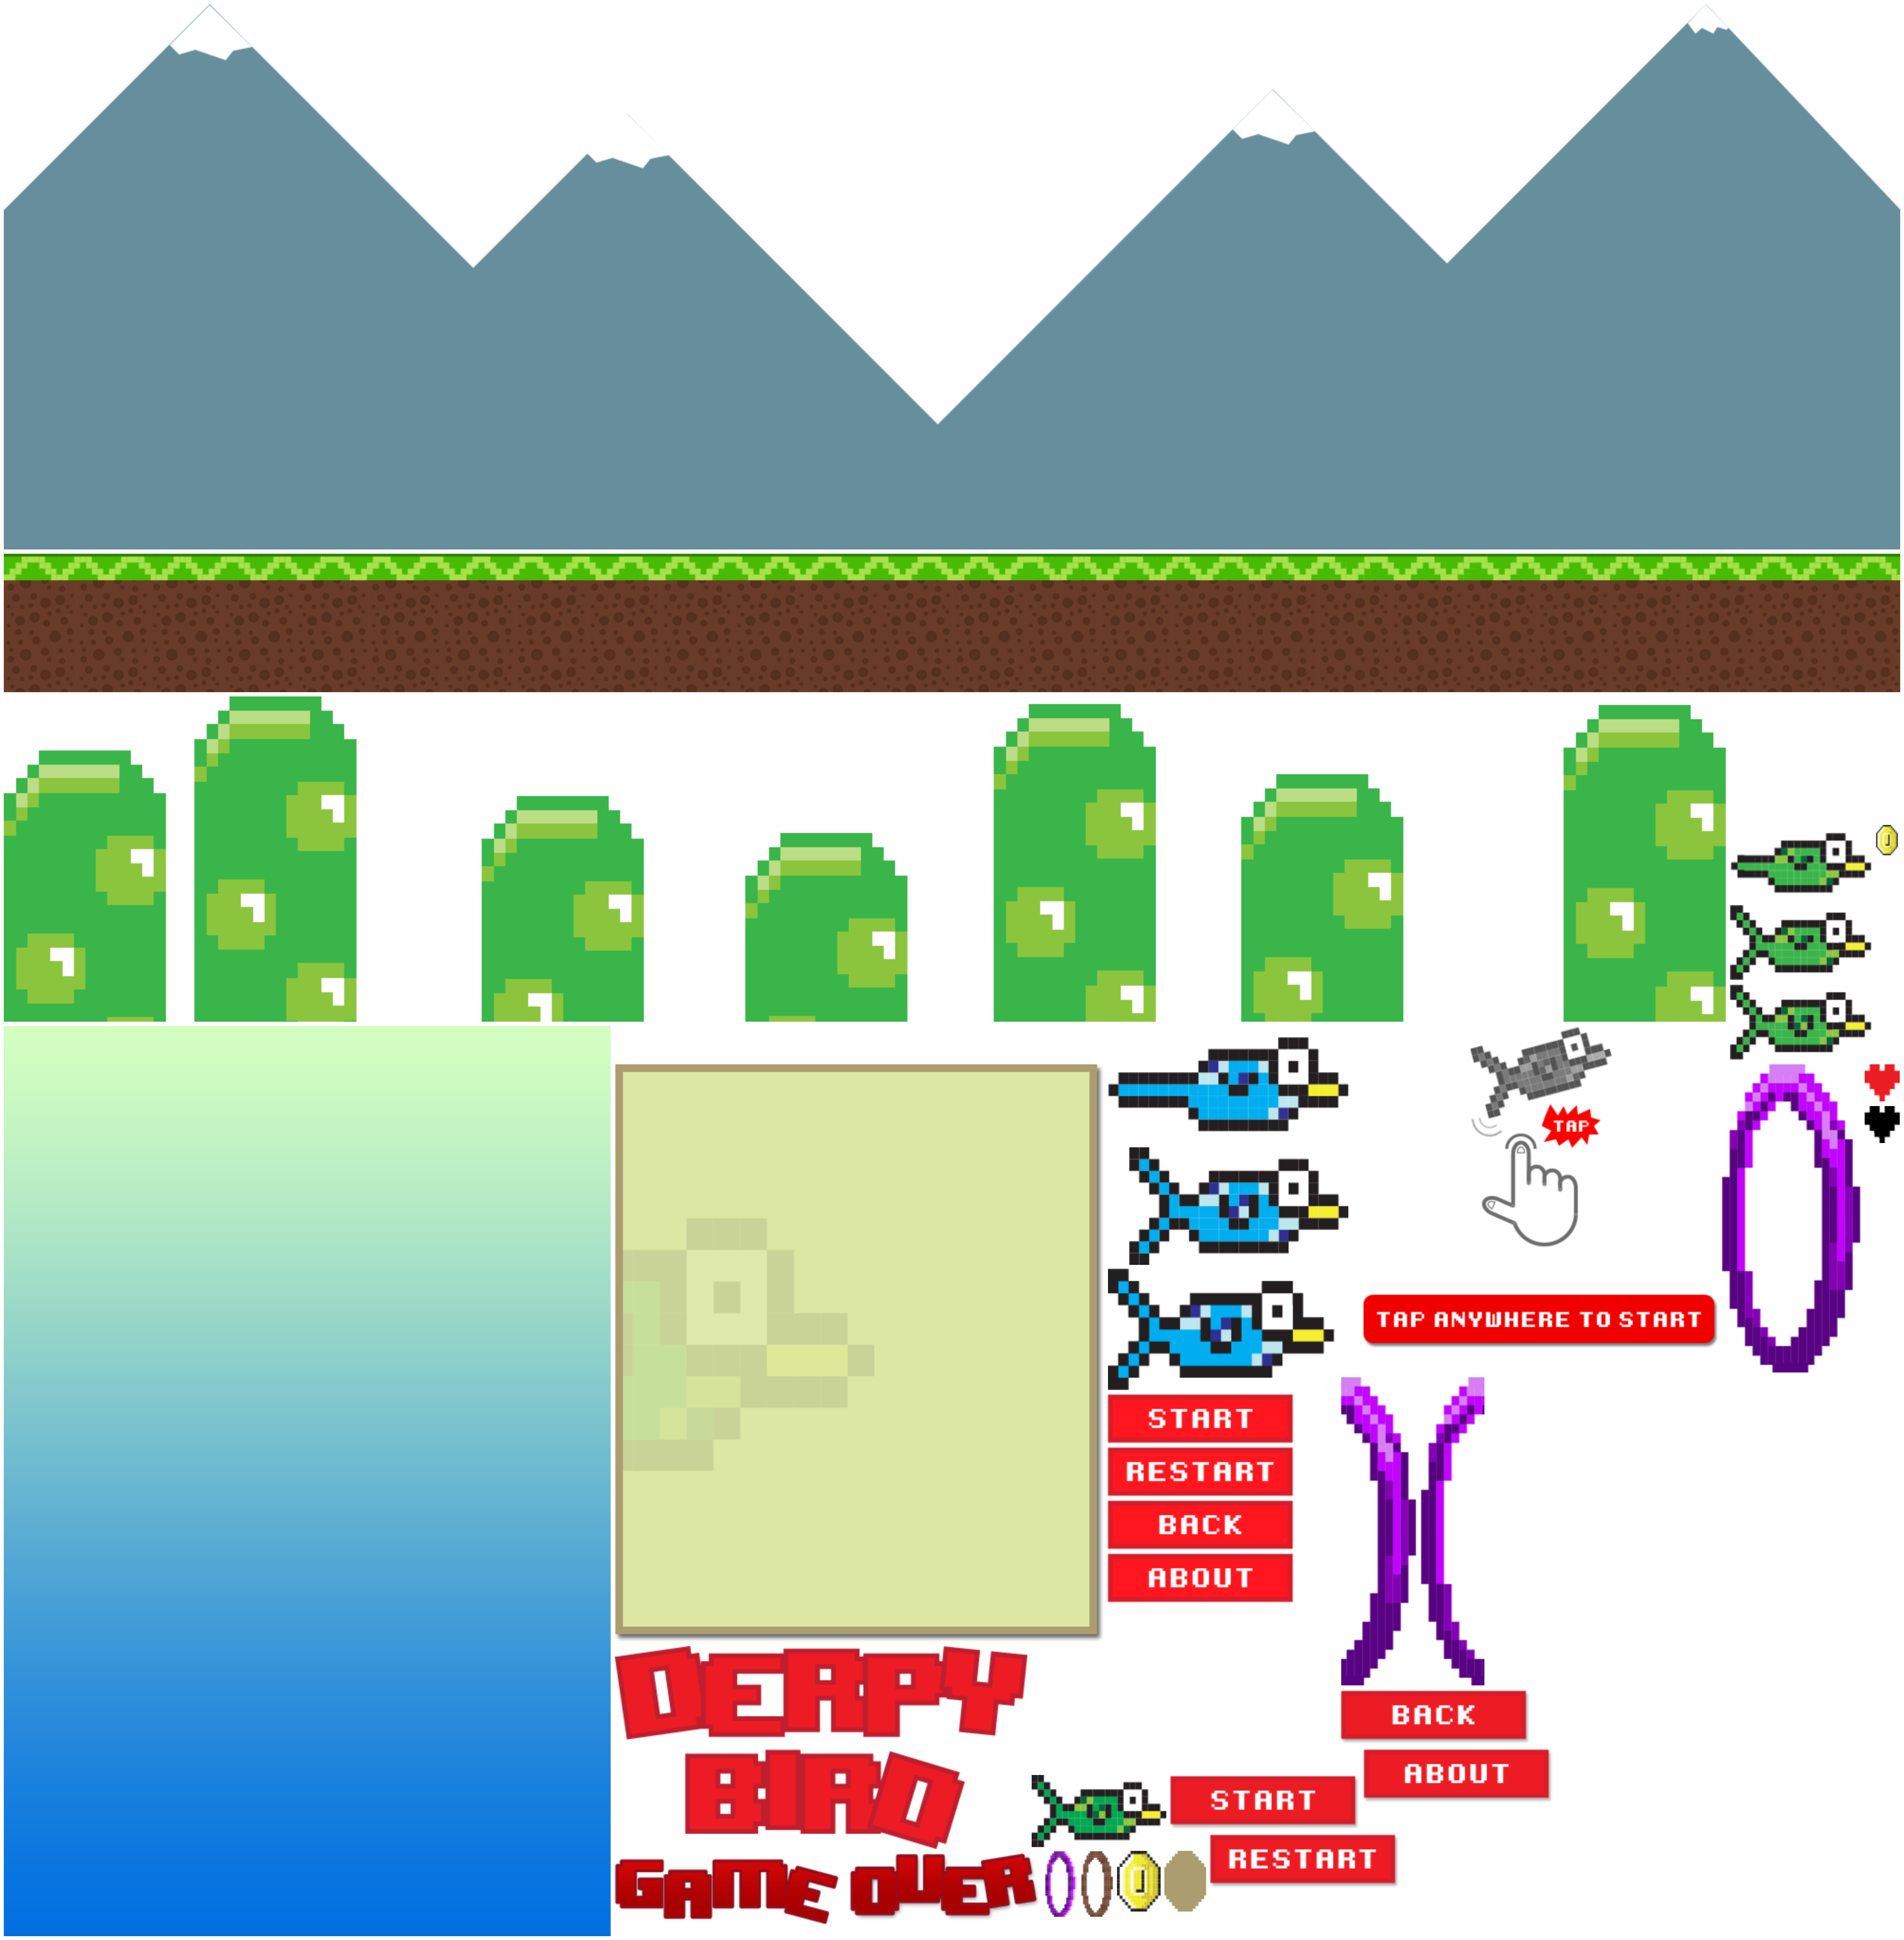 TAP
TAP ANYWHERE TO START
START
RESTART
BACK
ABOUT
DERPY
BIRD
BACK
ABOUT
START
RESTART
GAME OVER